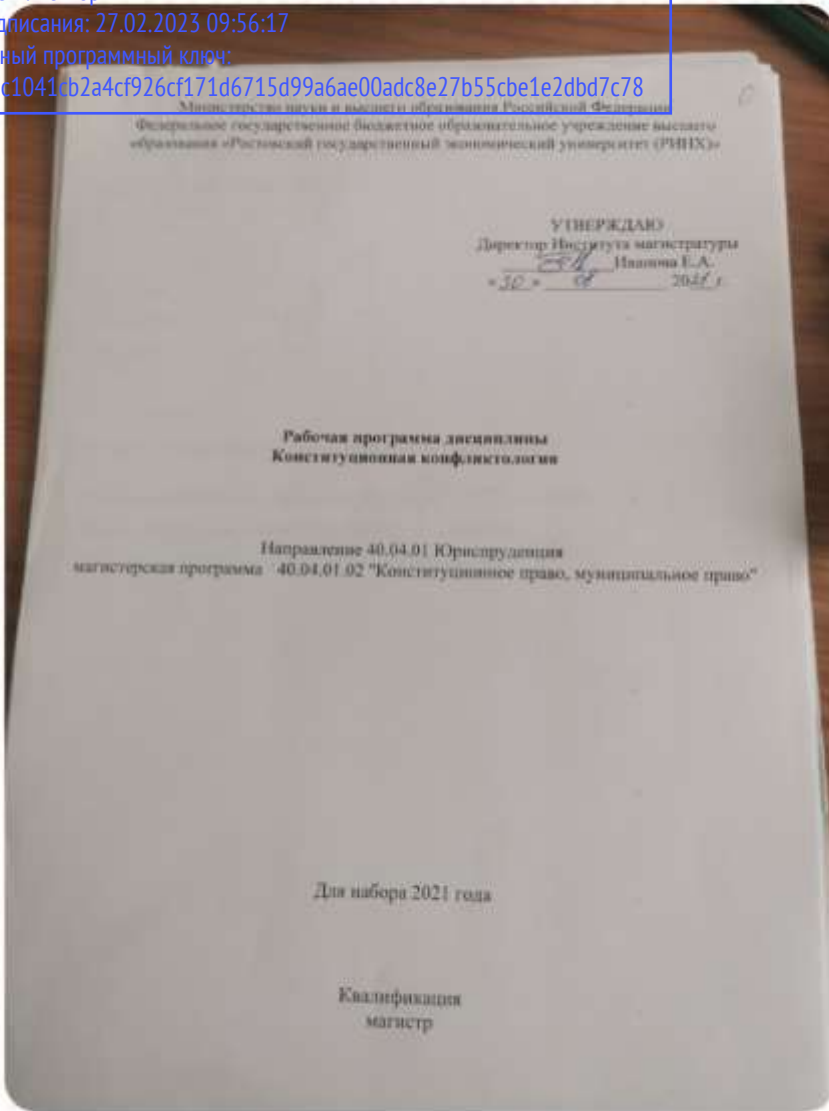 дписания: 27.02.2023 09:56:17
ный программный ключ:
c1041cb2a4cf926cf171d6715d99a6ae00adc8e27b55cbe1e2dbd7c78
Министерство науки и высшего образования Российской Федерации
Федеральное государственное бюджетное образовательное учреждение высшего
образования «Ростовский государственный экономический университет (РИНХ)»
УТВЕРЖДАЮ
Директор Института магистратуры
Иванова Е.А.
«30» 08 2021 г.
Рабочая программа дисциплины
Конституционная конфликтология
Направление 40.04.01 Юриспруденция
магистерская программа 40.04.01.02 "Конституционное право, муниципальное право"
Для набора 2021 года
Квалификация
магистр